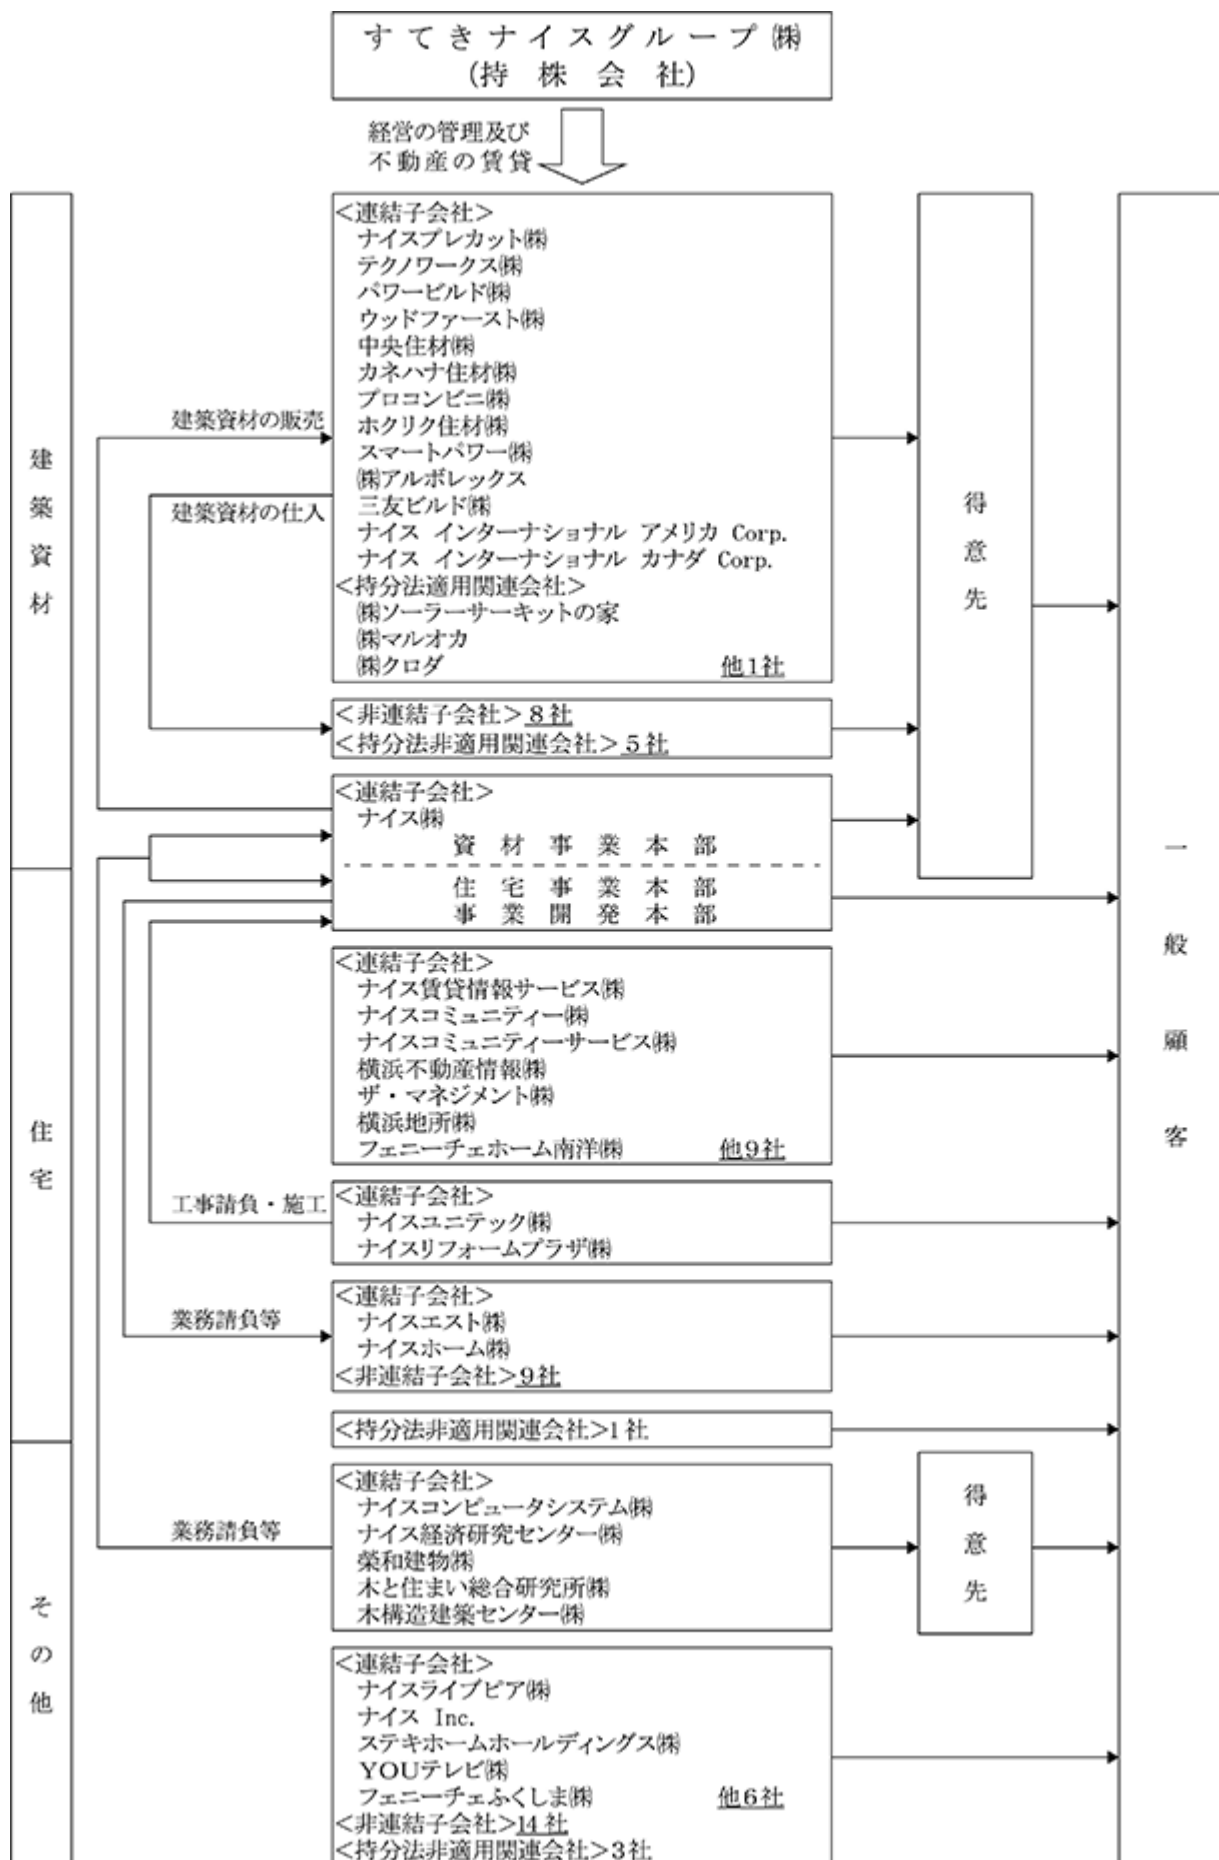 すてきナイスグループ㈱
(持株会社)
経営の管理及び
不動産の賃貸
建築資材
住宅
その他
建築資材の販売
建築資材の仕入
<連結子会社>
ナイスプレカット㈱
テクノワークス㈱
パワービルド㈱
ウッドファースト㈱
中央住材㈱
カネハナ住材㈱
プロコンビニ㈱
ホクリク住材㈱
スマートパワー㈱
㈱アルボレックス
三友ビルド㈱
ナイス インターナショナル アメリカ Corp.
ナイス インターナショナル カナダ Corp.
<持分法適用関連会社>
㈱ソーラーサーキットの家
㈱マルオカ
㈱クロダ 他1社
<非連結子会社>8社
<持分法非適用関連会社>5社
<連結子会社>
ナイス㈱
資材事業本部
住宅事業本部
事業開発本部
得意先
一般顧客
<連結子会社>
ナイス賃貸情報サービス㈱
ナイスコミュニティー㈱
ナイスコミュニティーサービス㈱
横浜不動産情報㈱
ザ・マネジメント㈱
横浜地所㈱
フェニーチェホーム南洋㈱ 他9社
工事請負・施工
<連結子会社>
ナイスユニテック㈱
ナイスリフォームプラザ㈱
業務請負等
<連結子会社>
ナイスエスト㈱
ナイスホーム㈱
<非連結子会社>9社
<持分法非適用関連会社>1社
業務請負等
<連結子会社>
ナイスコンピュータシステム㈱
ナイス経済研究センター㈱
榮和建物㈱
木と住まい総合研究所㈱
木構造建築センター㈱
得意先
<連結子会社>
ナイスライブピア㈱
ナイス Inc.
ステキホームホールディングス㈱
YOUテレビ㈱
フェニーチェふくしま㈱ 他6社
<非連結子会社>14社
<持分法非適用関連会社>3社